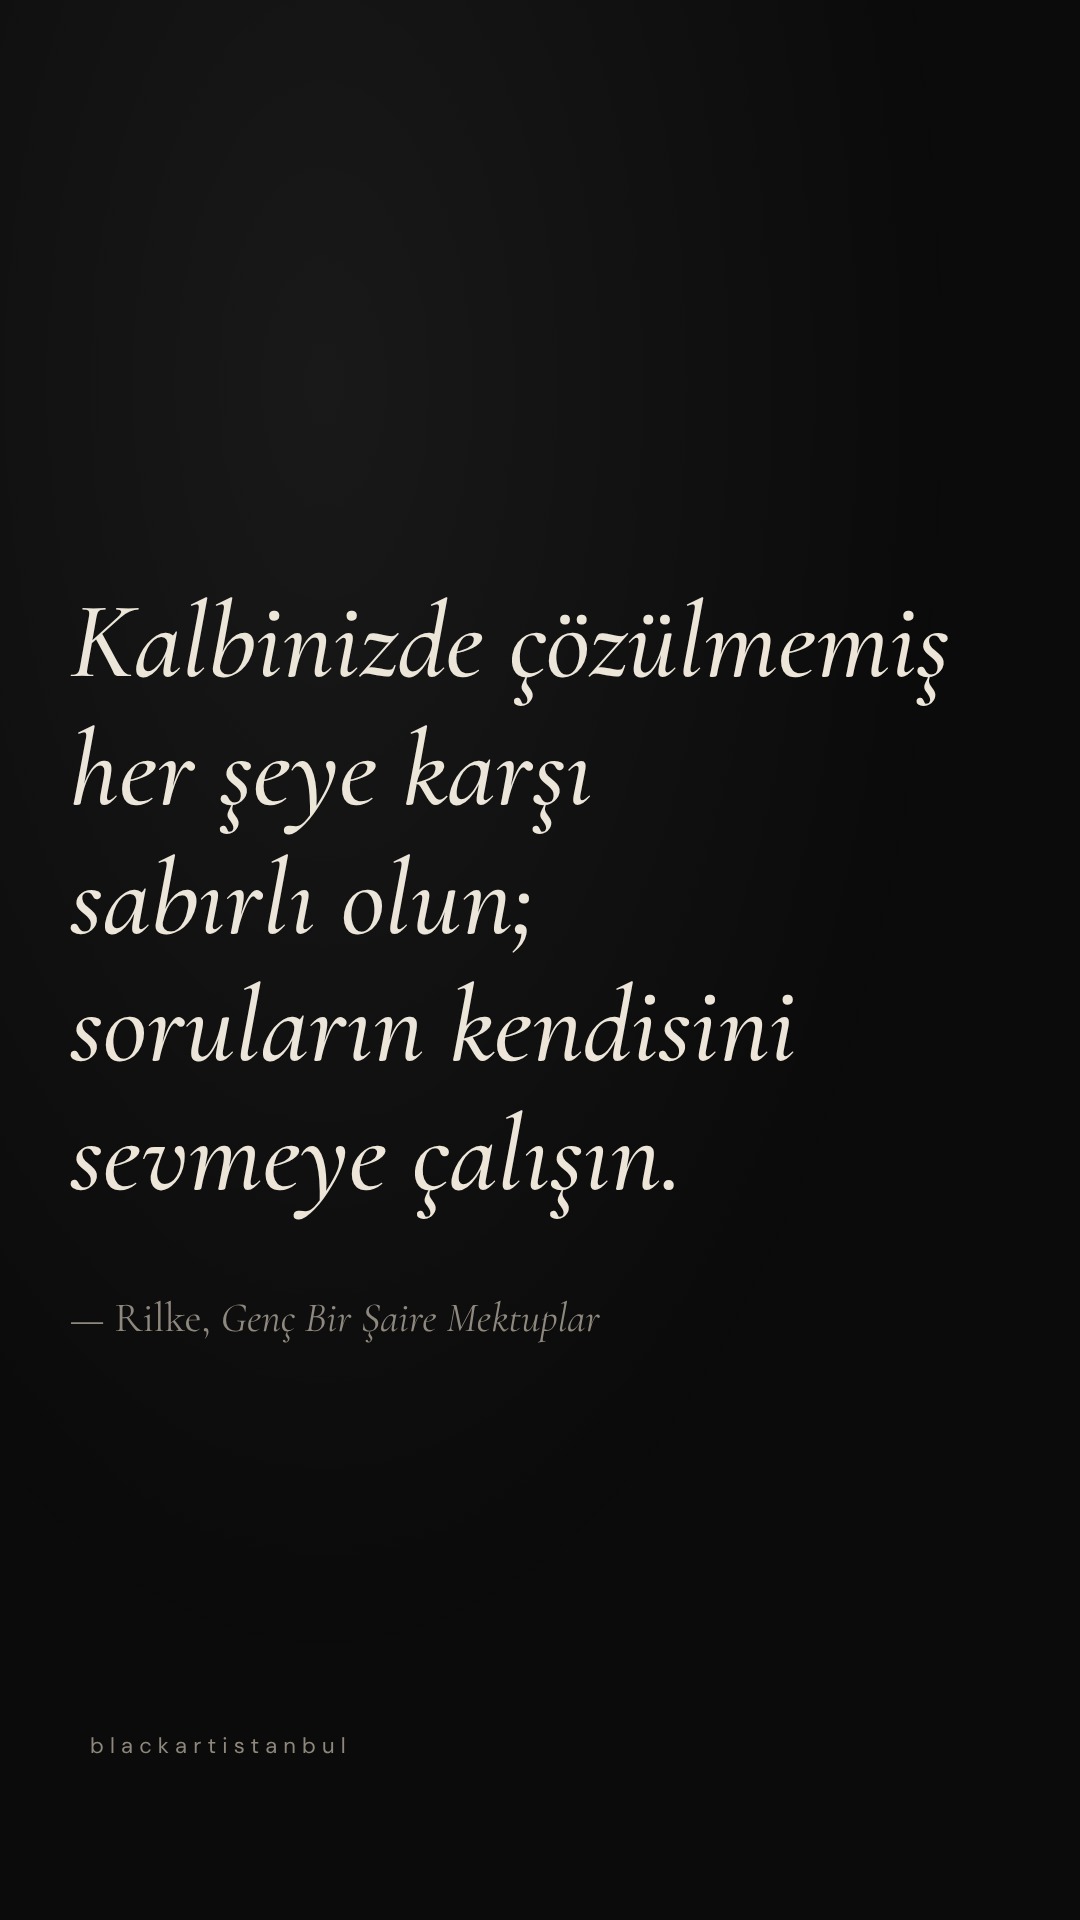 Kalbinizde çözülmemiş
her şeye karşı
sabırlı olun;
soruların kendisini
sevmeye çalışın.
— Rilke, Genç Bir Şaire Mektuplar
blackartistanbul